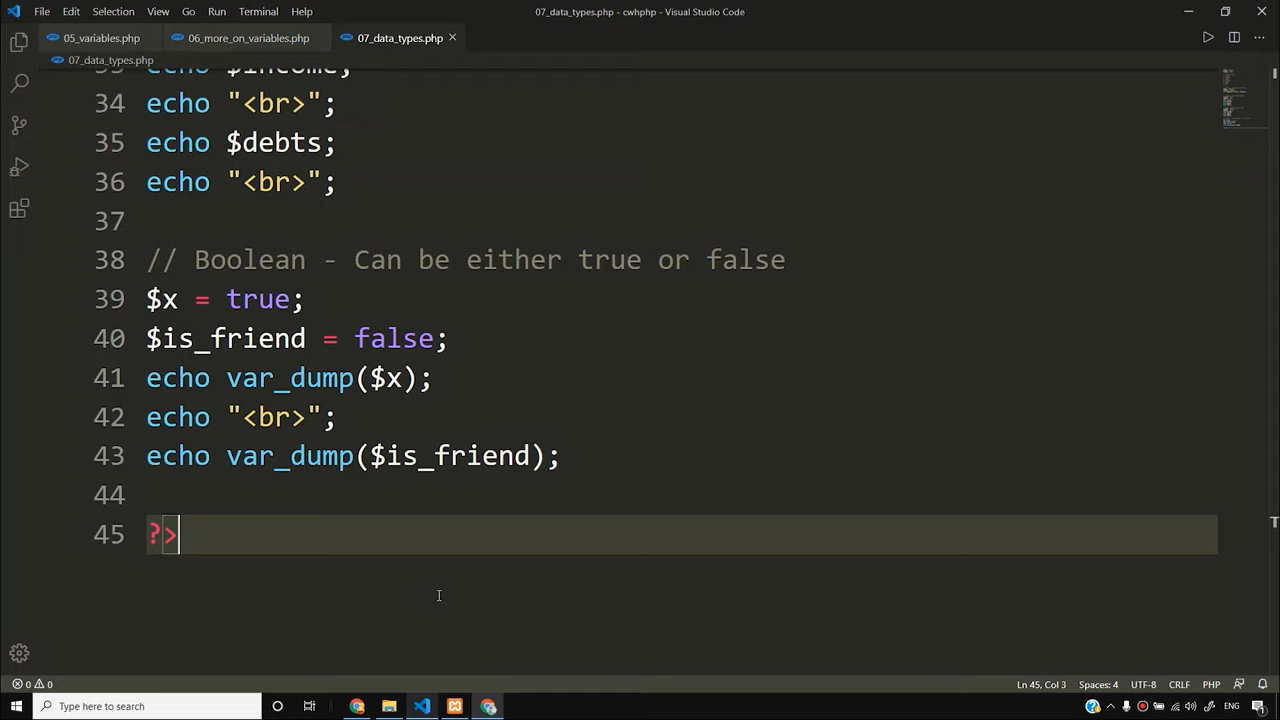 File Edit Selection View Go Run Terminal Help
07_data_types.php - cwhphp - Visual Studio Code
05_variables.php 06_more_on_variables.php 07_data_types.php
07_data_types.php
echo $income;
34 echo "<br>";
35 echo $debts;
36 echo "<br>";
37
38 // Boolean - Can be either true or false
39 $x = true;
40 $is_friend = false;
41 echo var_dump($x);
42 echo "<br>";
43 echo var_dump($is_friend);
44
45 ?>
0 0 Ln 45, Col 3 Spaces: 4 UTF-8 CRLF PHP
Type here to search ENG